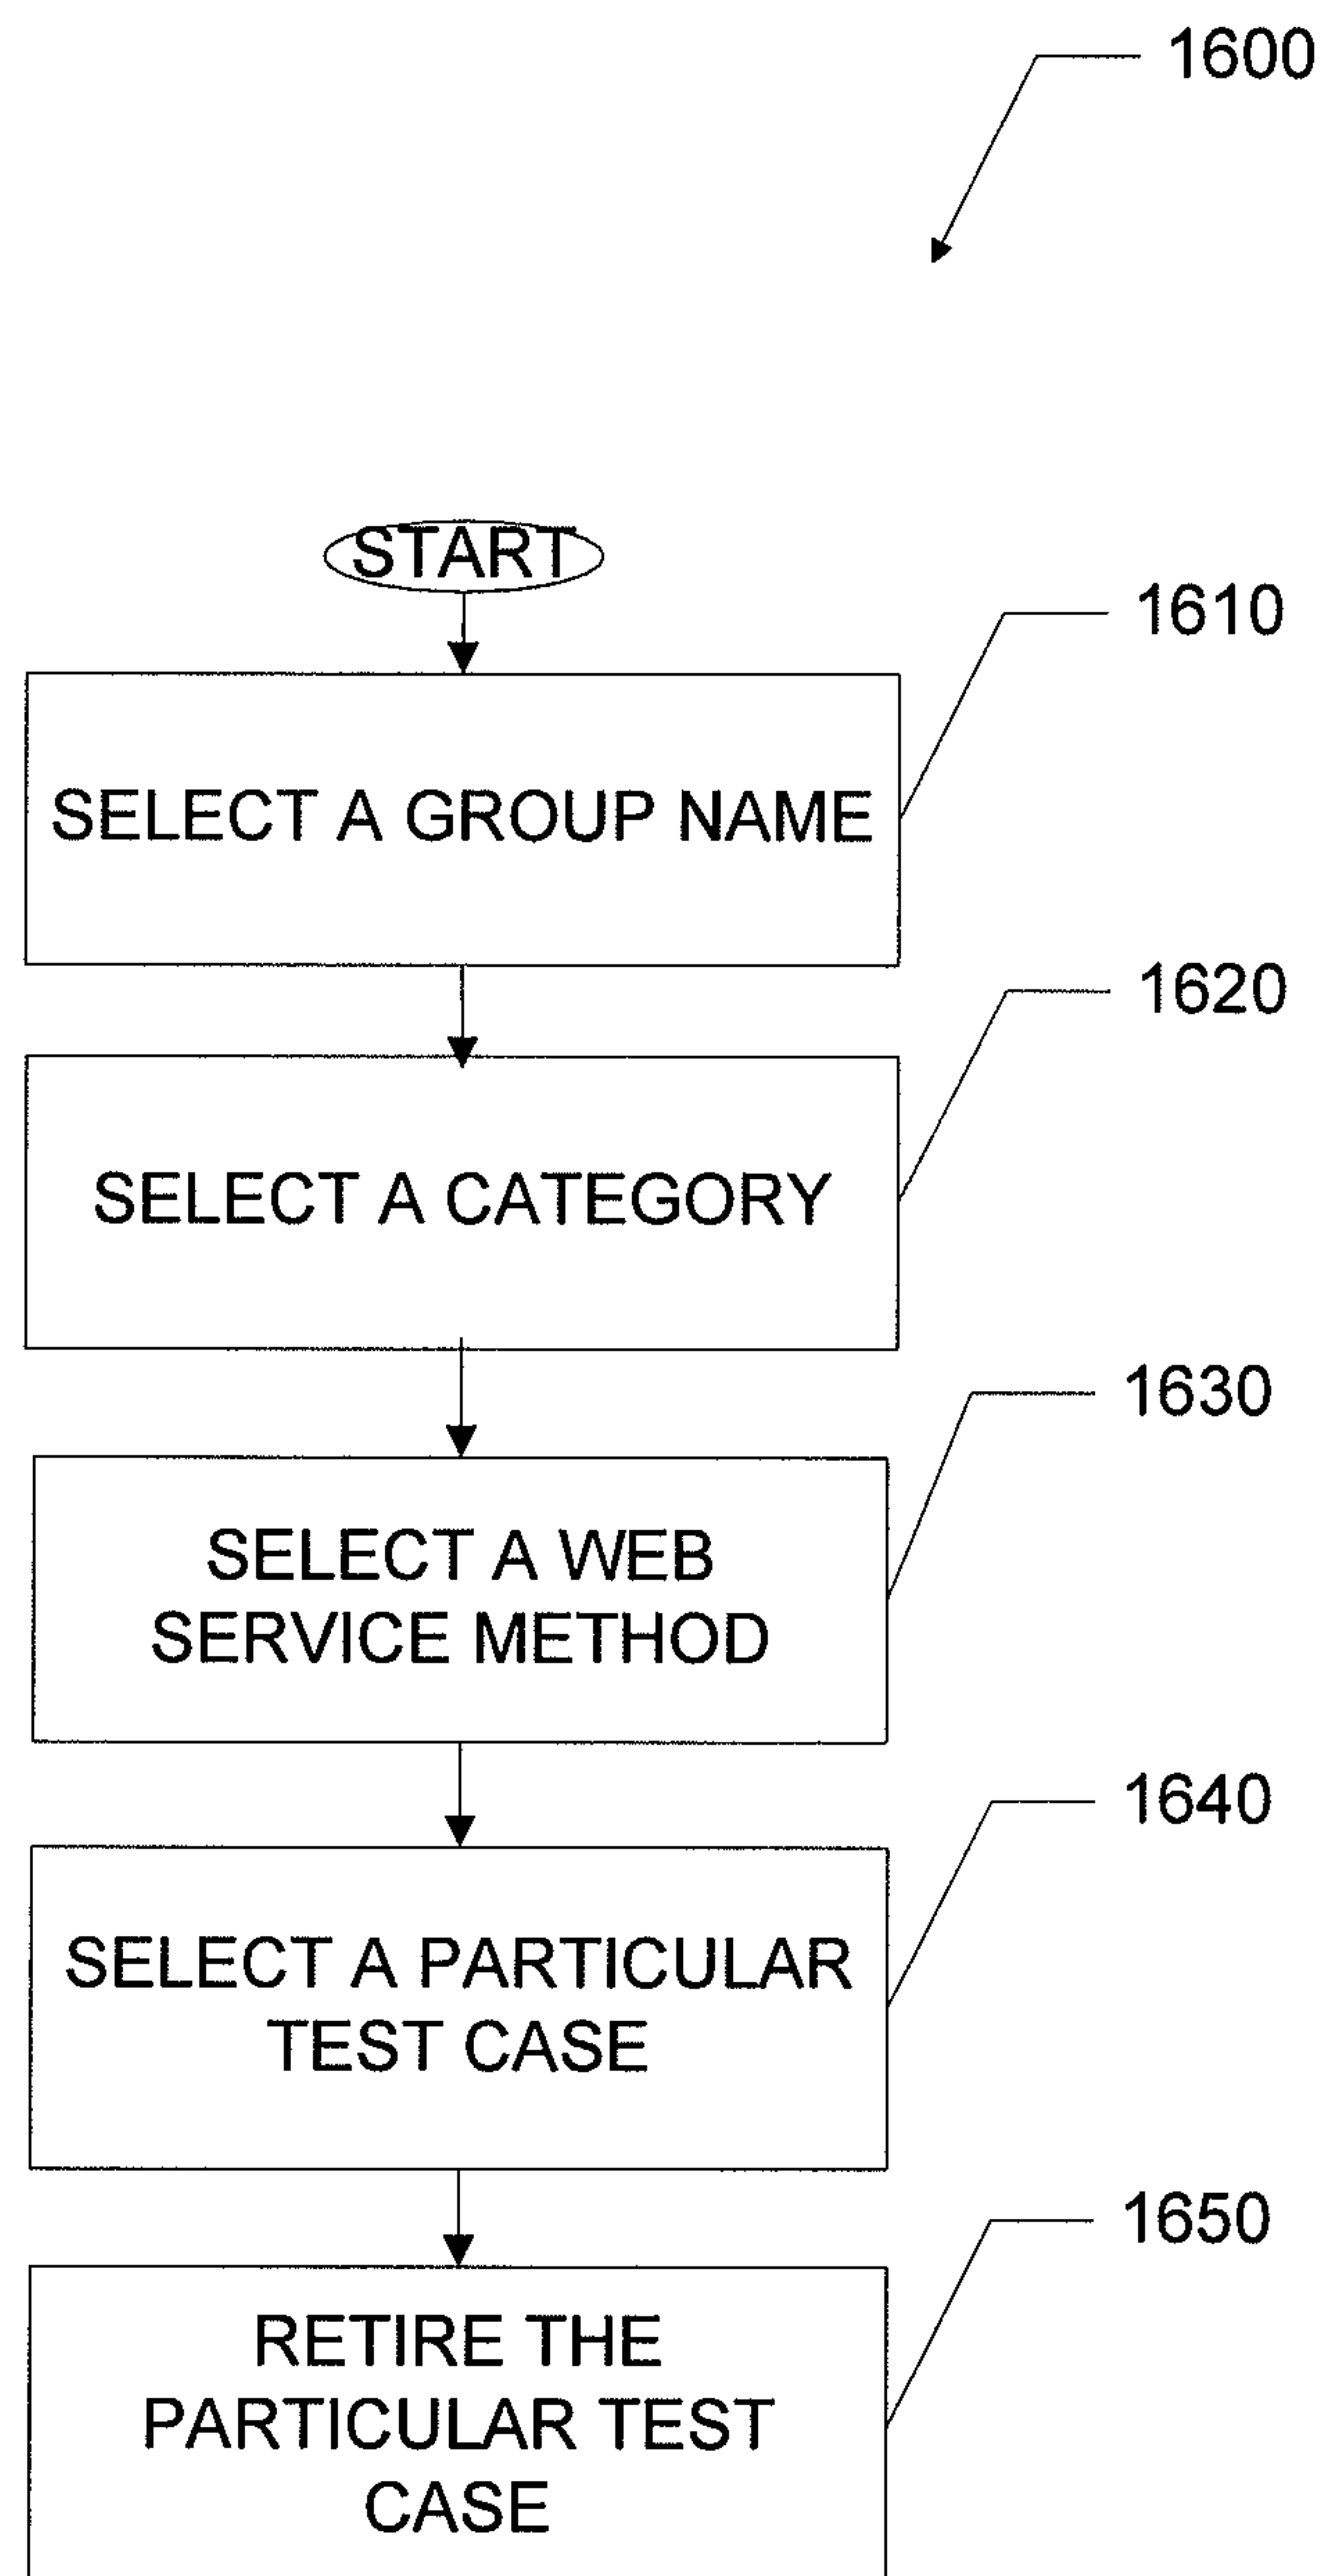 1600
START
1610
SELECT A GROUP NAME
1620
SELECT A CATEGORY
1630
SELECT A WEB
SERVICE METHOD
1640
SELECT A PARTICULAR
TEST CASE
1650
RETIRE THE
PARTICULAR TEST
CASE